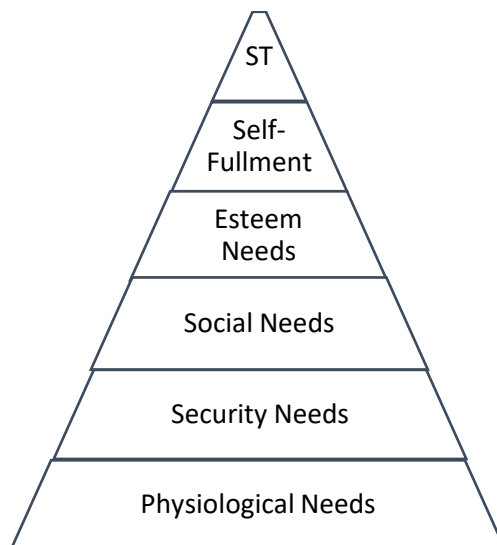 ST
Self-
Fullment
Esteem
Needs
Social Needs
Security Needs
Physiological Needs